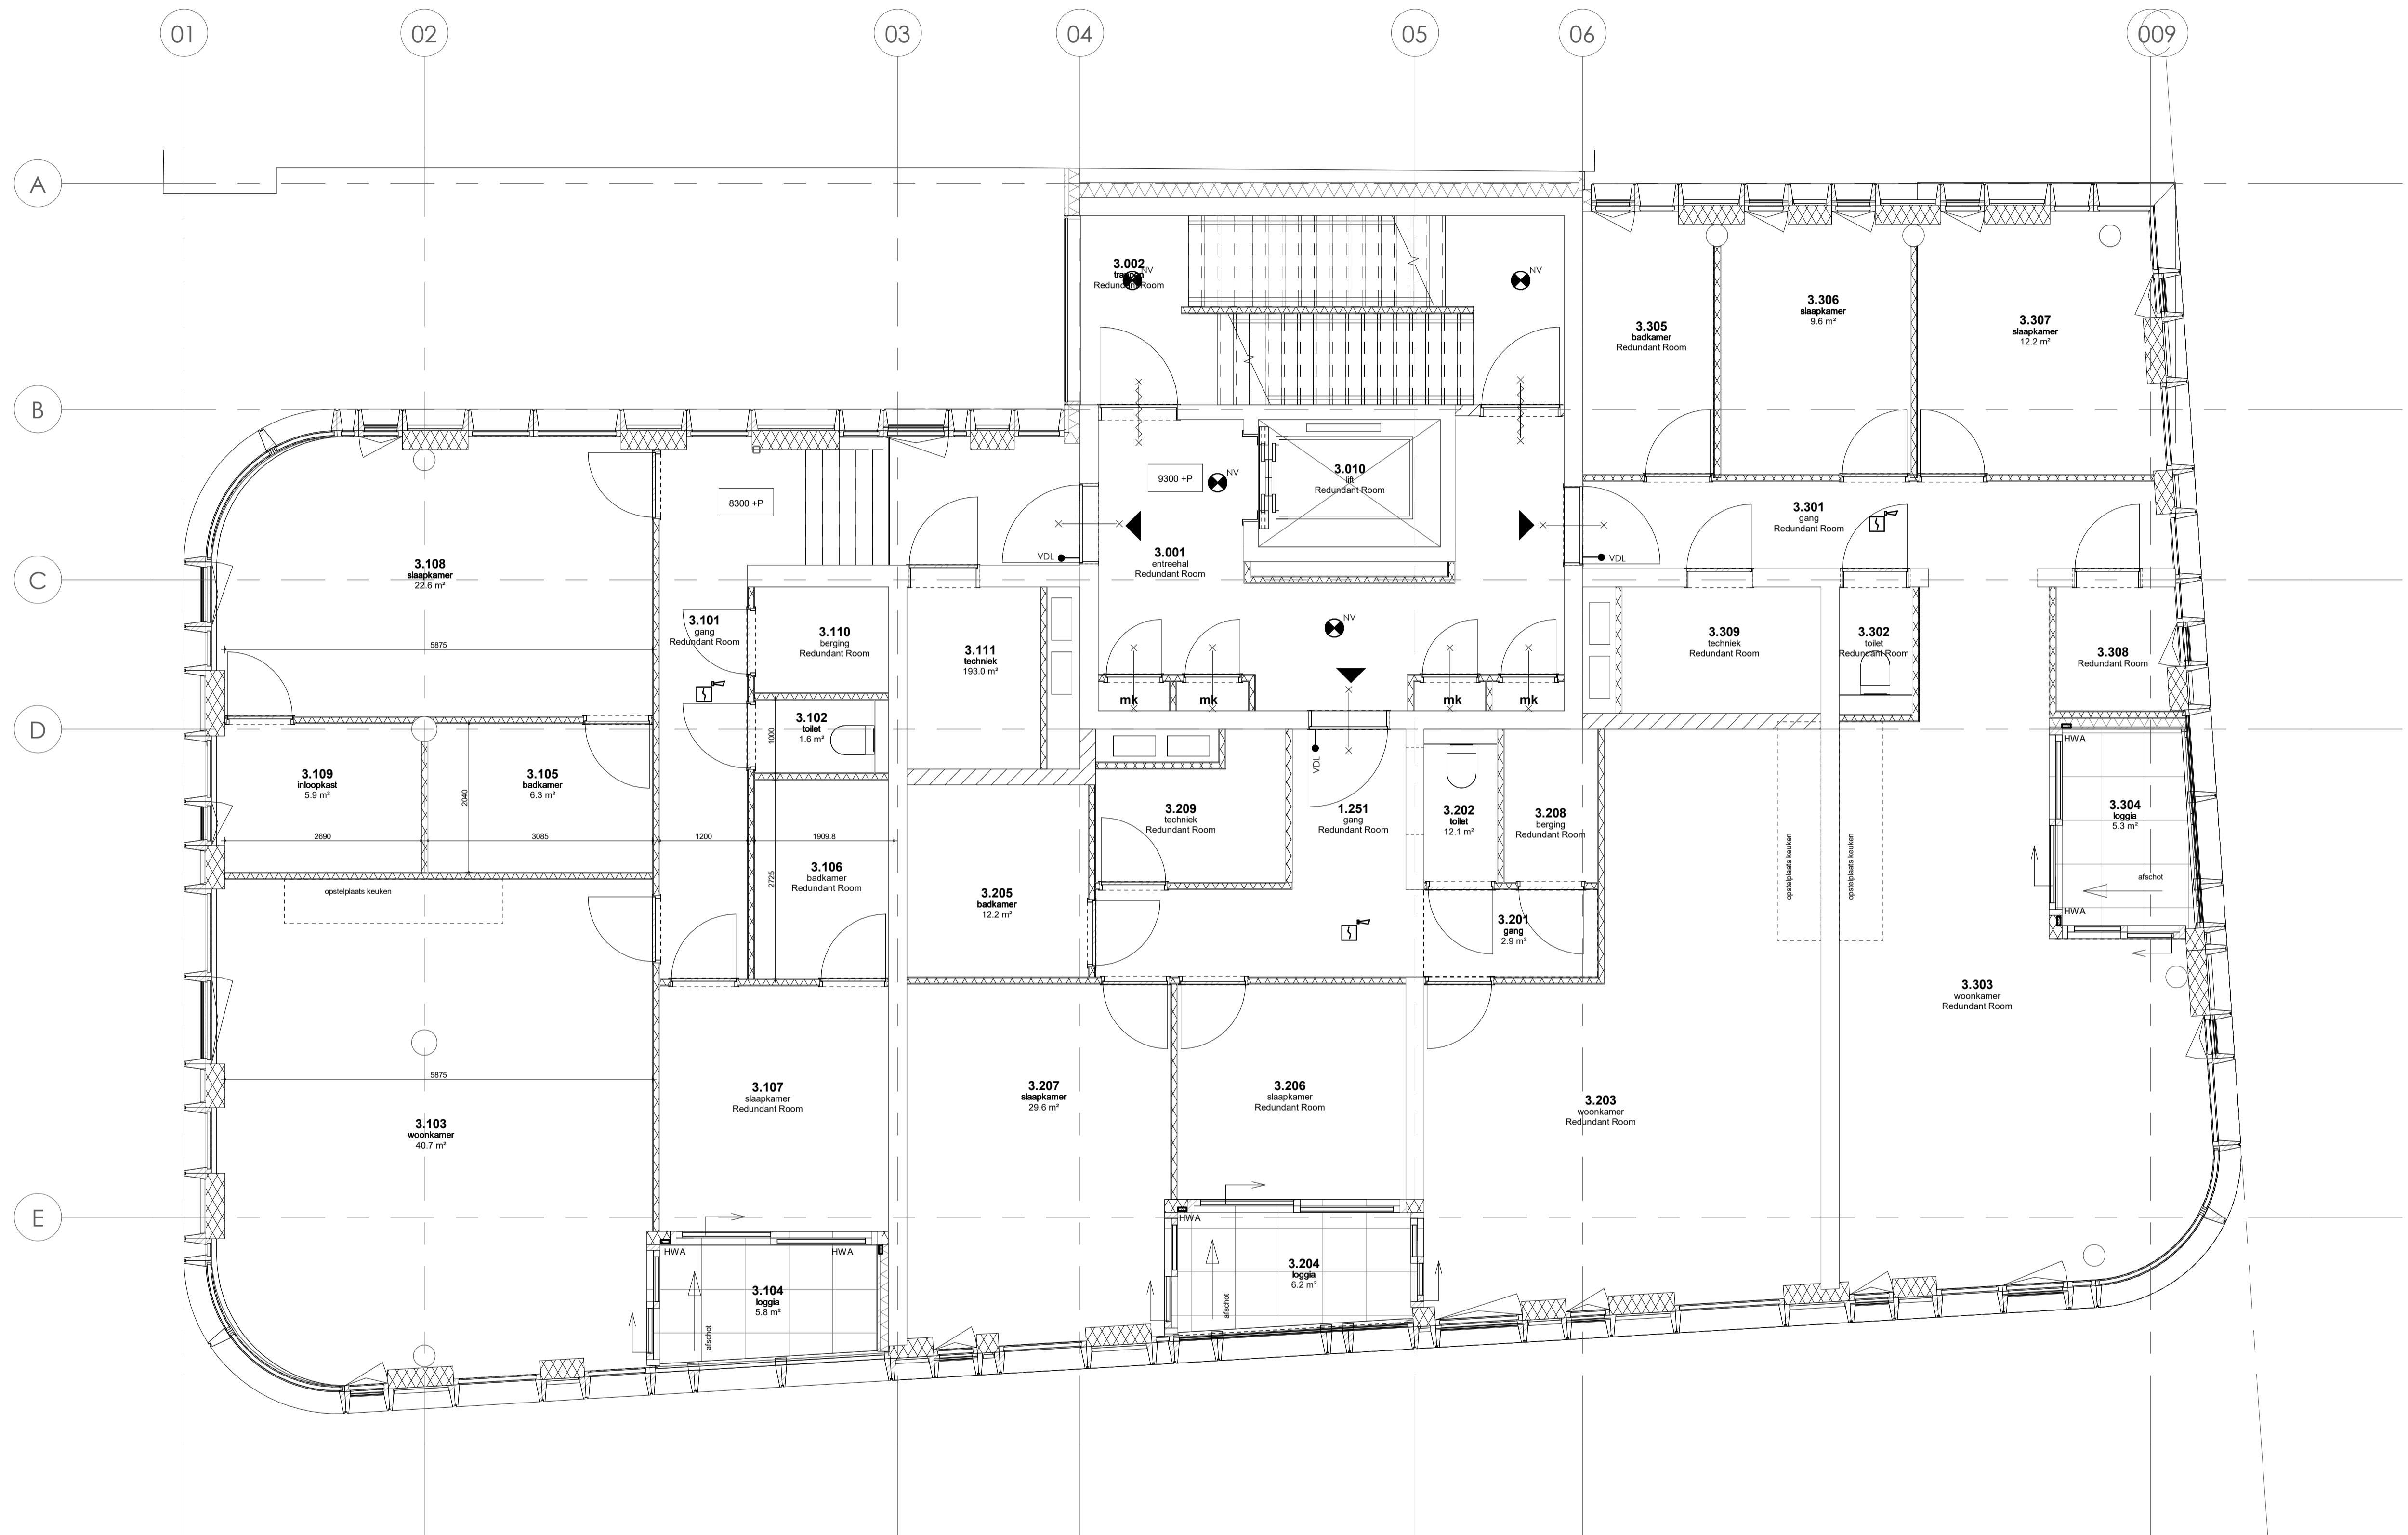 01
02
03
04
05
06
009
A
B
C
D
E
3.002
trappen
Redundant Room
NV
NV
3.305
badkamer
Redundant Room
3.306
slaapkamer
9.6 m²
3.307
slaapkamer
12.2 m²
8300 +P
9300 +P
NV
3.010
lift
Redundant Room
3.301
gang
Redundant Room
VDL
VDL
3.001
entreehal
Redundant Room
3.108
slaapkamer
22.6 m²
5875
3.101
gang
Redundant Room
3.110
berging
Redundant Room
3.111
techniek
193.0 m²
NV
3.309
techniek
Redundant Room
3.302
toilet
Redundant Room
3.308
Redundant Room
mk
mk
mk
mk
3.102
toilet
1.6 m²
1000
HWA
VDL
3.109
inloopkast
5.9 m²
3.105
badkamer
6.3 m²
2040
2690
3085
1200
1909.8
3.106
badkamer
Redundant Room
2725
opstelplaats keuken
3.209
techniek
Redundant Room
1.251
gang
Redundant Room
3.202
toilet
12.1 m²
3.208
berging
Redundant Room
3.304
loggia
5.3 m²
opstelplaats keuken
opstelplaats keuken
afschot
HWA
3.205
badkamer
12.2 m²
3.201
gang
2.9 m²
3.303
woonkamer
Redundant Room
5875
3.103
woonkamer
40.7 m²
3.107
slaapkamer
Redundant Room
3.207
slaapkamer
29.6 m²
3.206
slaapkamer
Redundant Room
3.203
woonkamer
Redundant Room
HWA
HWA
HWA
3.104
loggia
5.8 m²
afschot
3.204
loggia
6.2 m²
afschot